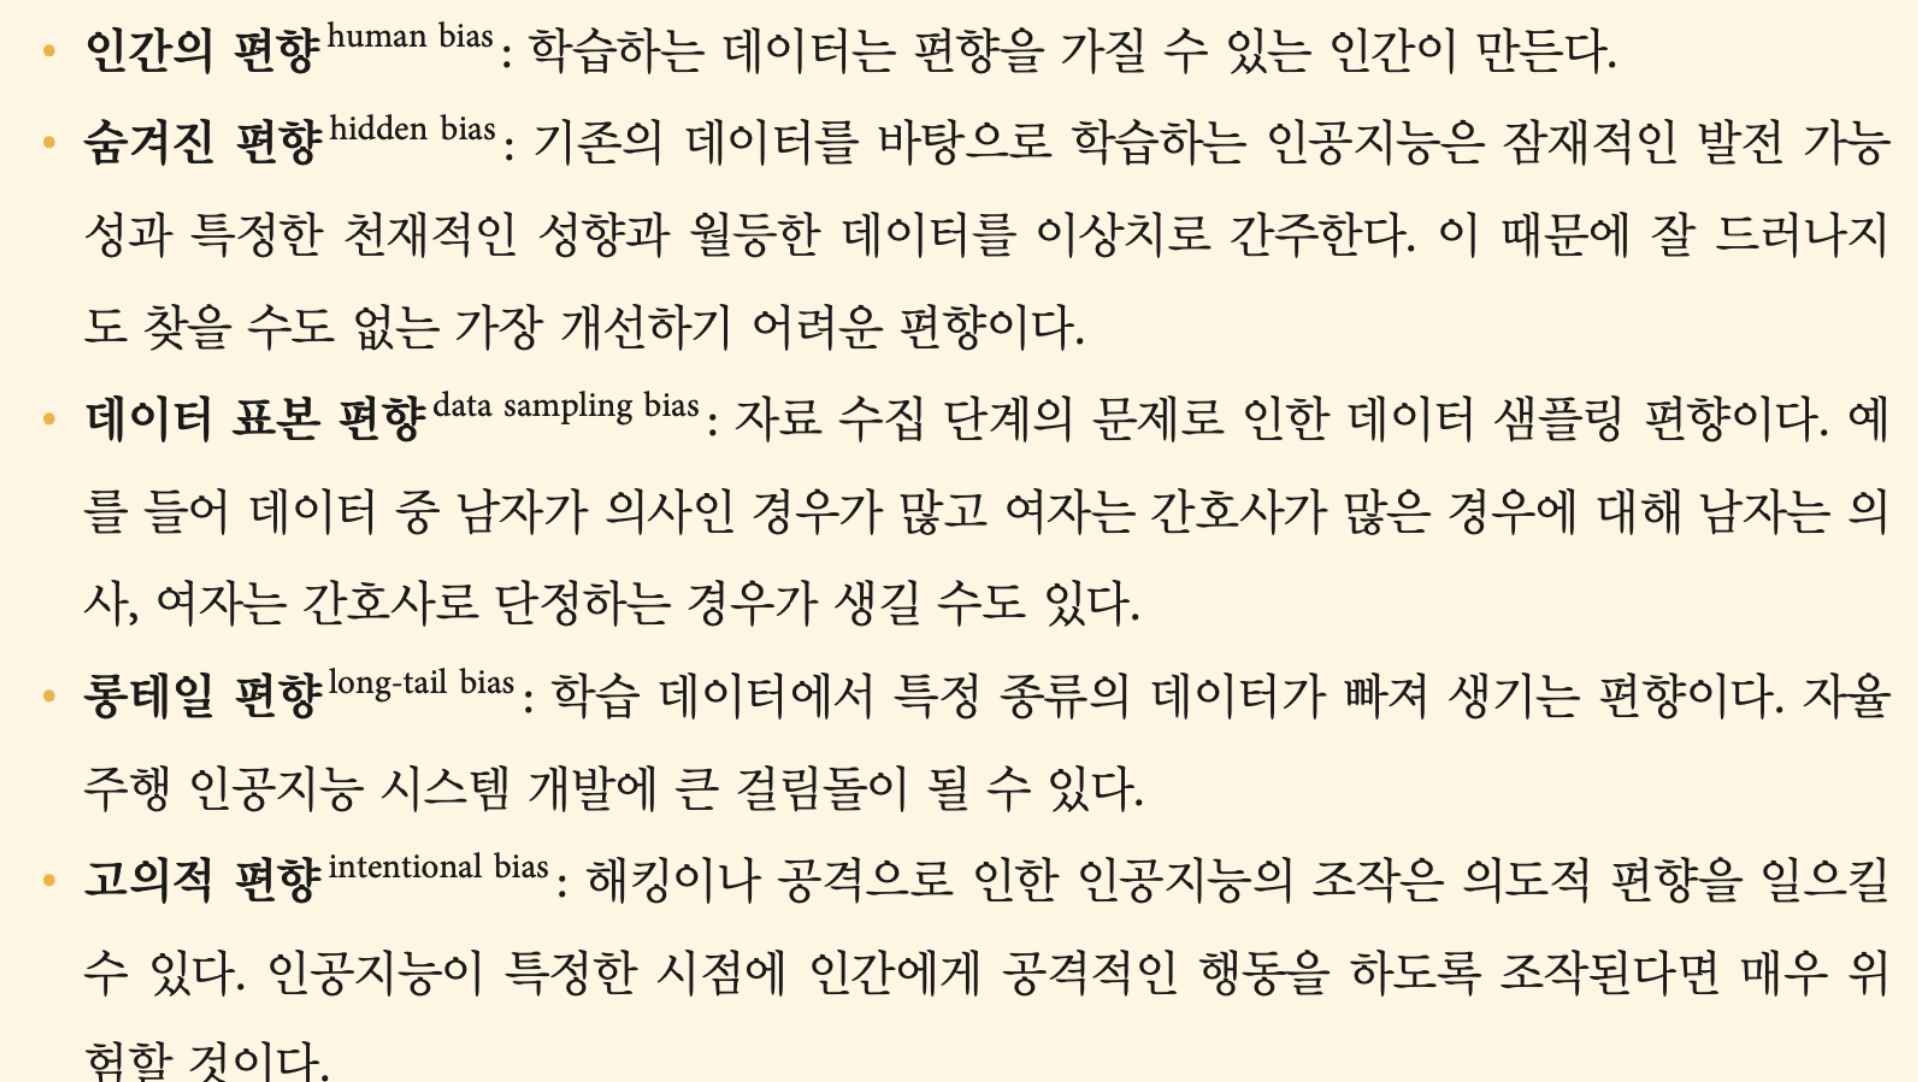 • 인간의 편향 human bias : 학습하는 데이터는 편향을 가질 수 있는 인간이 만든다.
• 숨겨진 편향 hidden bias : 기존의 데이터를 바탕으로 학습하는 인공지능은 잠재적인 발전 가능
성과 특정한 천재적인 성향과 월등한 데이터를 이상치로 간주한다. 이 때문에 잘 드러나지
도 찾을 수도 없는 가장 개선하기 어려운 편향이다.
• 데이터 표본 편향 data sampling bias : 자료 수집 단계의 문제로 인한 데이터 샘플링 편향이다. 예
를 들어 데이터 중 남자가 의사인 경우가 많고 여자는 간호사가 많은 경우에 대해 남자는 의
사, 여자는 간호사로 단정하는 경우가 생길 수도 있다.
• 롱테일 편향 long-tail bias : 학습 데이터에서 특정 종류의 데이터가 빠져 생기는 편향이다. 자율
주행 인공지능 시스템 개발에 큰 걸림돌이 될 수 있다.
• 고의적 편향 intentional bias : 해킹이나 공격으로 인한 인공지능의 조작은 의도적 편향을 일으킬
수 있다. 인공지능이 특정한 시점에 인간에게 공격적인 행동을 하도록 조작된다면 매우 위
험할 것이다.